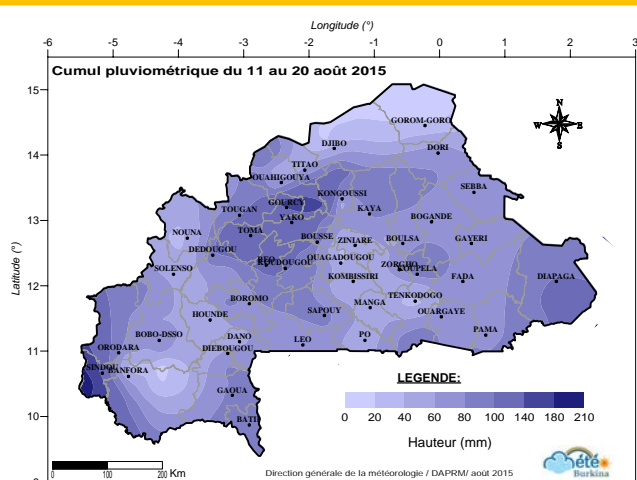 Longitude (°)
-6 -5 -4 -3 -2 -1 0 1 2 3
Cumul pluviométrique du 11 au 20 août 2015
Latitude (°)
15
14
13
12
11
10
N
W E
S
GOROM-GORO
DJIBO
DORI
TITAO
OUAHIGOUYA
KONGOUSSI
SEBBA
GOURCY
TOUGAN
KAYA
YAKO
BOGANDE
NOUNA
TOMA
BOUSSE
ZINIARE
BOULSA
GAYERI
DEDOUGOU
REO
KOUDOUGOU
OUAGADOUGOU
ZORGHO
KOUPELA
SOLENSO
KOMBISSIRI
FADA
DIAPAGA
BOROMO
TENKODOGO
MANGA
HOUNDE
SAPOUY
OUARGAYE
BOBO-DSSO
DANO
LEO
PO
PAMA
ORODARA
DIEBOUGOU
SINDOU
BANFORA
GAOUA
BATI
LEGENDE:
0 20 40 60 80 100 140 180 210
Hauteur (mm)
0 100 200 Km
Direction générale de la météorologie / DAPRM/ août 2015
été
Burkina